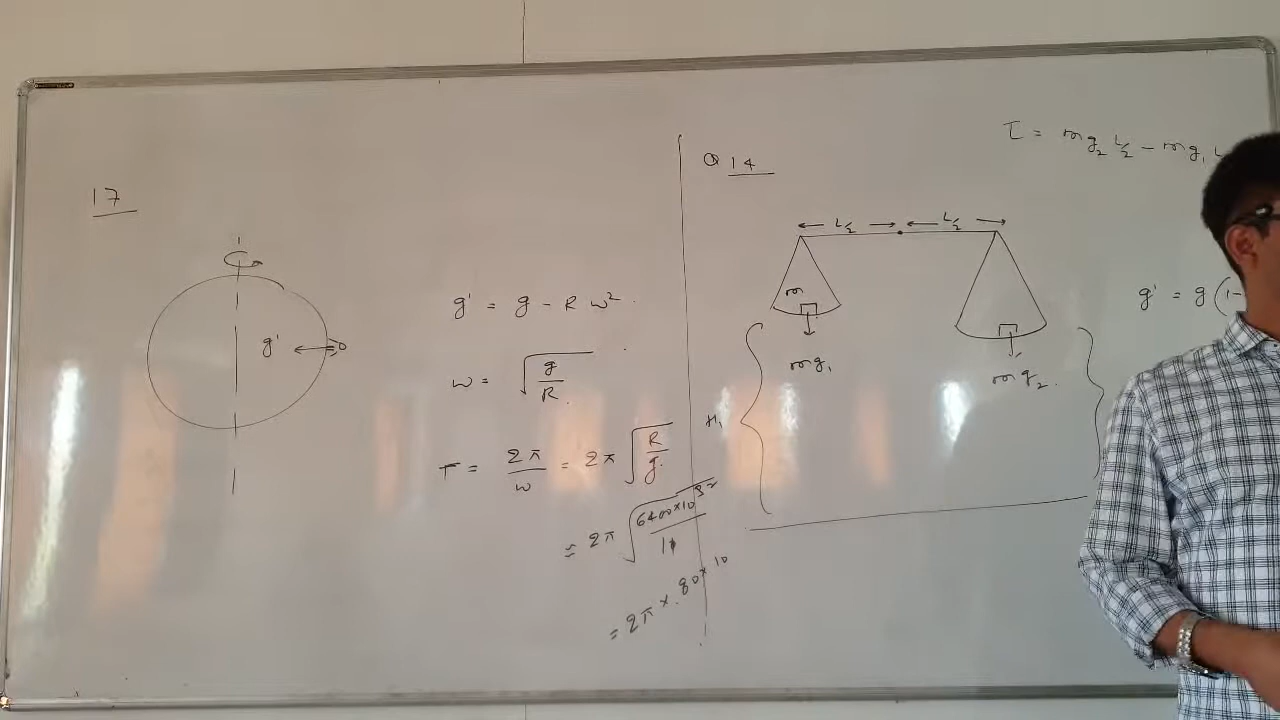 17
g'
g' = g - R ω² .
ω = √(g/R) .
T = 2π/ω = 2π √(R/g)
= 2π √(6400×10³ ²/10)
= 2π × 80 × 10
Q 14
τ = mg₂ L/2 - mg₁ L
L/2 L/2
m
mg₁
mg₂ .
H₁
g' = g (1-